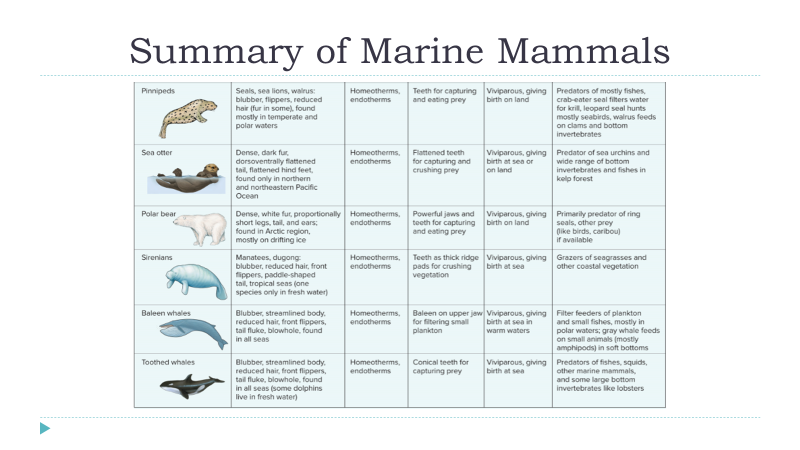 Summary of Marine Mammals
Pinnipeds
Seals, sea lions, walrus:
blubber, flippers, reduced
hair (fur in some), found
mostly in temperate and
polar waters
Homeotherms,
endotherms
Teeth for capturing
and eating prey
Viviparous, giving
birth on land
Predators of mostly fishes,
crab-eater seal filters water
for krill, leopard seal hunts
mostly seabirds, walrus feeds
on clams and bottom
invertebrates
Sea otter
Dense, dark fur,
dorsoventrally flattened
tail, flattened hind feet,
found only in northern
and northeastern Pacific
Ocean
Homeotherms,
endotherms
Flattened teeth
for capturing and
crushing prey
Viviparous, giving
birth at sea or
on land
Predator of sea urchins and
wide range of bottom
invertebrates and fishes in
kelp forest
Polar bear
Dense, white fur, proportionally
short legs, tail, and ears;
found in Arctic region,
mostly on drifting ice
Homeotherms,
endotherms
Powerful jaws and
teeth for capturing
and eating prey
Viviparous, giving
birth on land
Primarily predator of ring
seals, other prey
(like birds, caribou)
if available
Sirenians
Manatees, dugong:
blubber, reduced hair, front
flippers, paddle-shaped
tail, tropical seas (one
species only in fresh water)
Homeotherms,
endotherms
Teeth as thick ridge
pads for crushing
vegetation
Viviparous, giving
birth at sea
Grazers of seagrasses and
other coastal vegetation
Baleen whales
Blubber, streamlined body,
reduced hair, front flippers,
tail fluke, blowhole, found
in all seas
Homeotherms,
endotherms
Baleen on upper jaw
for filtering small
plankton
Viviparous, giving
birth at sea in
warm waters
Filter feeders of plankton
and small fishes, mostly in
polar waters; gray whale feeds
on small animals (mostly
amphipods) in soft bottoms
Toothed whales
Blubber, streamlined body,
reduced hair, front flippers,
tail fluke, blowhole, found
in all seas (some dolphins
live in fresh water)
Homeotherms,
endotherms
Conical teeth for
capturing prey
Viviparous, giving
birth at sea
Predators of fishes, squids,
other marine mammals,
and some large bottom
invertebrates like lobsters